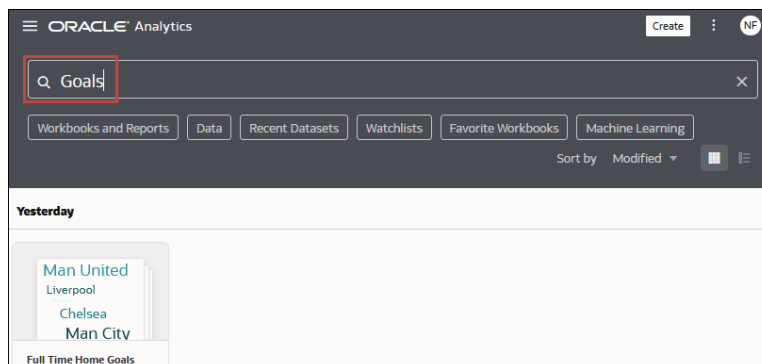 ORACLE Analytics Create NF
Goals
Workbooks and Reports Data Recent Datasets Watchlists Favorite Workbooks Machine Learning
Sort by Modified
Yesterday
Man United
Liverpool
Chelsea
Man City
Full Time Home Goals